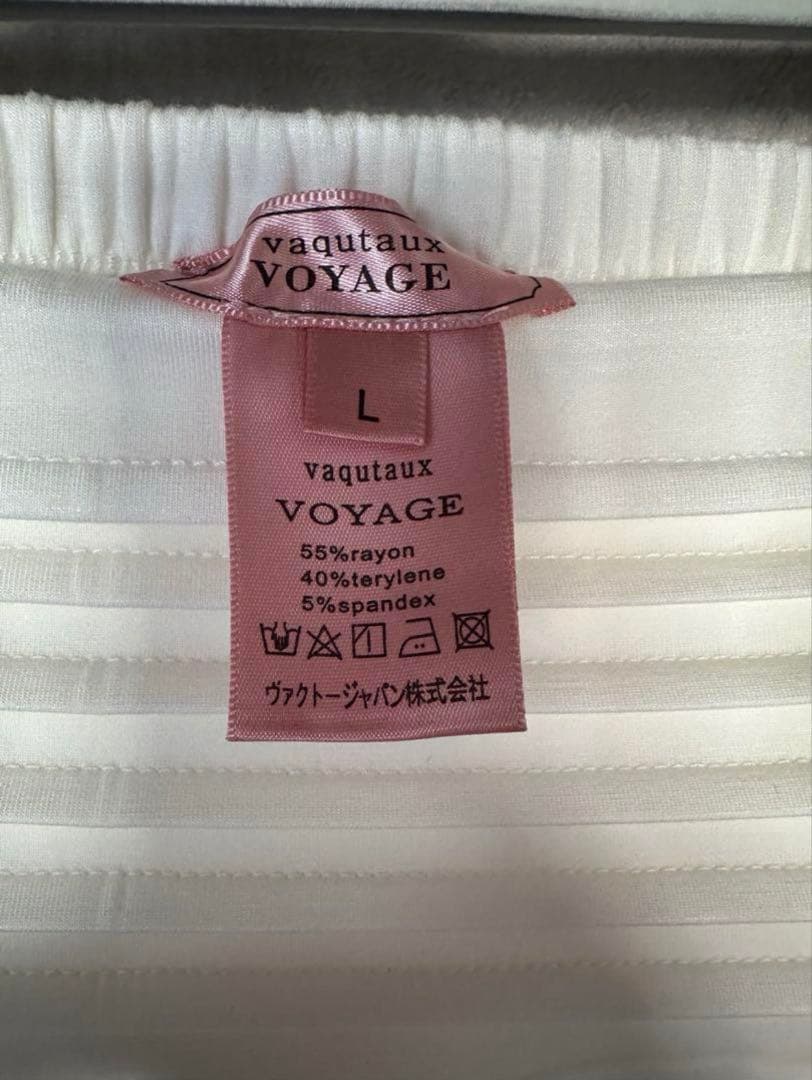 vaqutaux
VOYAGE
L
vaqutaux
VOYAGE
55%rayon
40%terylene
5%spandex
ヴァクトージャパン株式会社